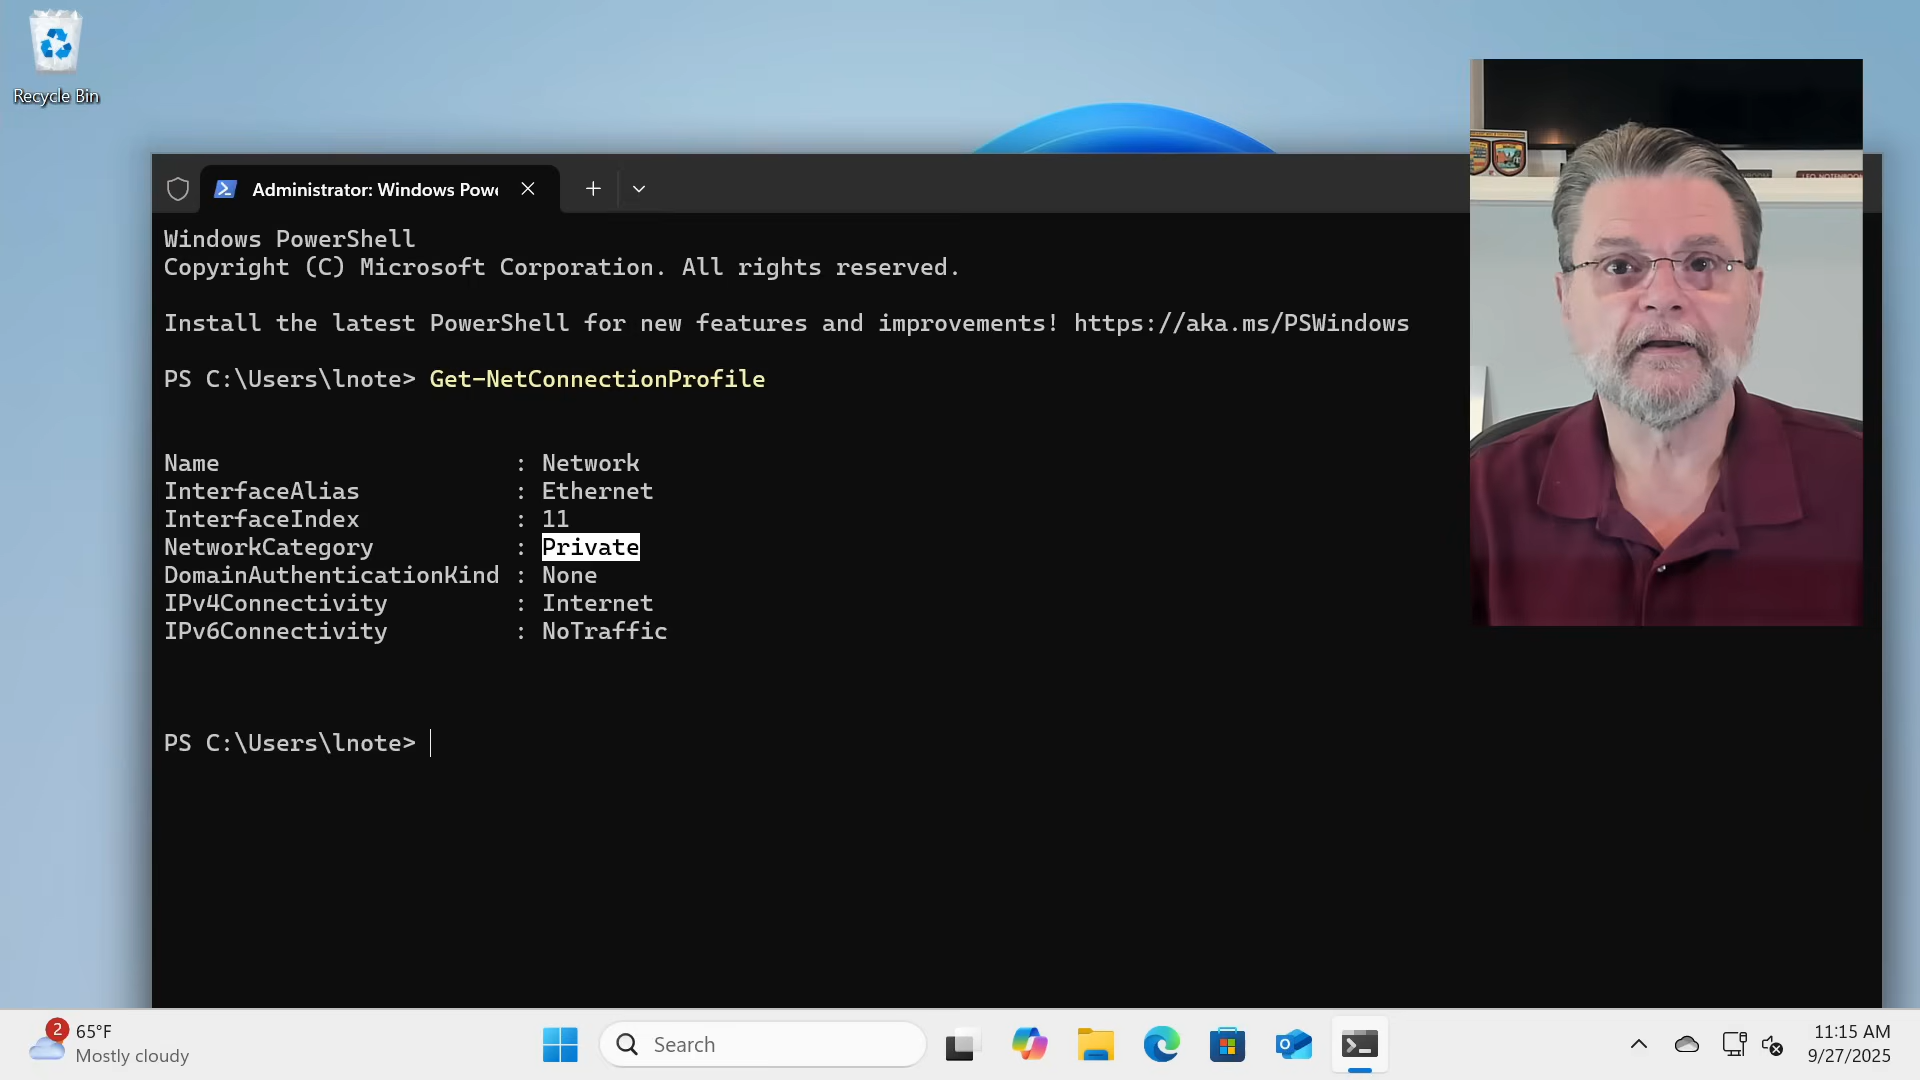 Recycle Bin
Administrator: Windows Powe
Windows PowerShell
Copyright (C) Microsoft Corporation. All rights reserved.
Install the latest PowerShell for new features and improvements! https://aka.ms/PSWindows
PS C:\Users\lnote> Get-NetConnectionProfile
Name : Network
InterfaceAlias : Ethernet
InterfaceIndex : 11
NetworkCategory : Private
DomainAuthenticationKind : None
IPv4Connectivity : Internet
IPv6Connectivity : NoTraffic
PS C:\Users\lnote>
2
65°F
Mostly cloudy
Search
11:15 AM
9/27/2025